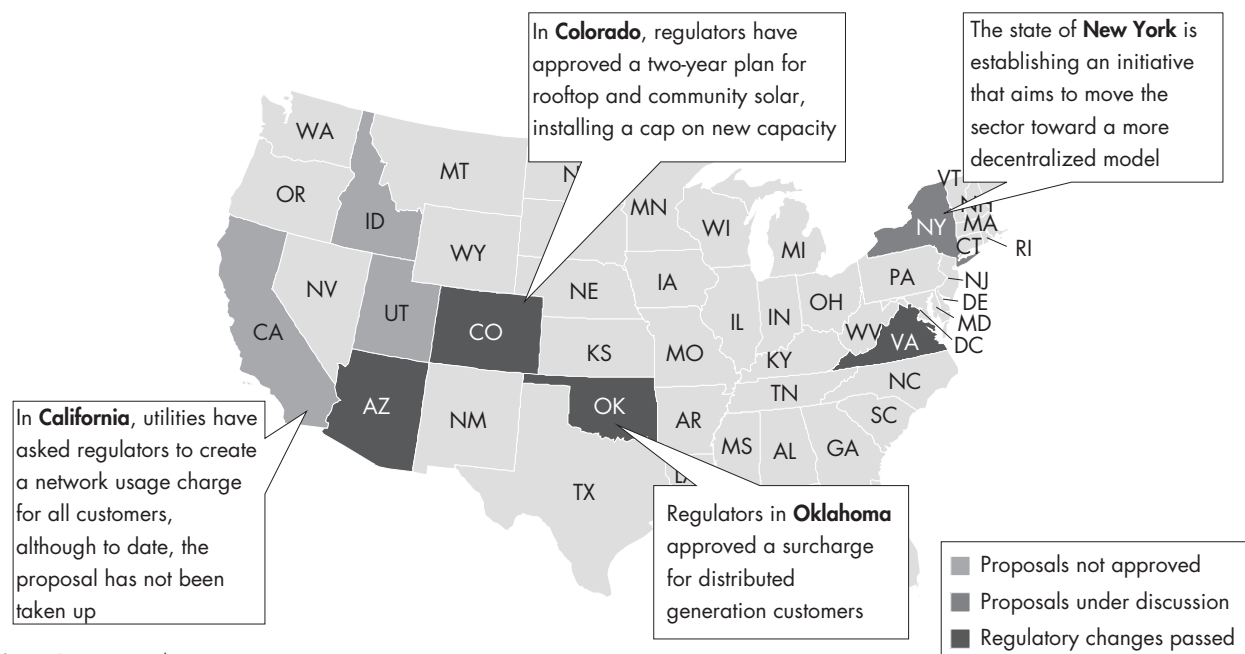 In Colorado, regulators have
approved a two-year plan for
rooftop and community solar,
installing a cap on new capacity
The state of New York is
establishing an initiative
that aims to move the
sector toward a more
decentralized model
WA
OR
ID
MT
N
WY
NV
UT
CA
CO
AZ
NM
MN
WI
MI
IA
NE
IL
IN
OH
PA
KS
MO
KY
WV
VA
TN
NC
OK
AR
SC
MS
AL
GA
TX
VT
NH
NY
MA
CT
RI
NJ
DE
MD
DC
In California, utilities have
asked regulators to create
a network usage charge
for all customers,
although to date, the
proposal has not been
taken up
Regulators in Oklahoma
approved a surcharge
for distributed
generation customers
Proposals not approved
Proposals under discussion
Regulatory changes passed